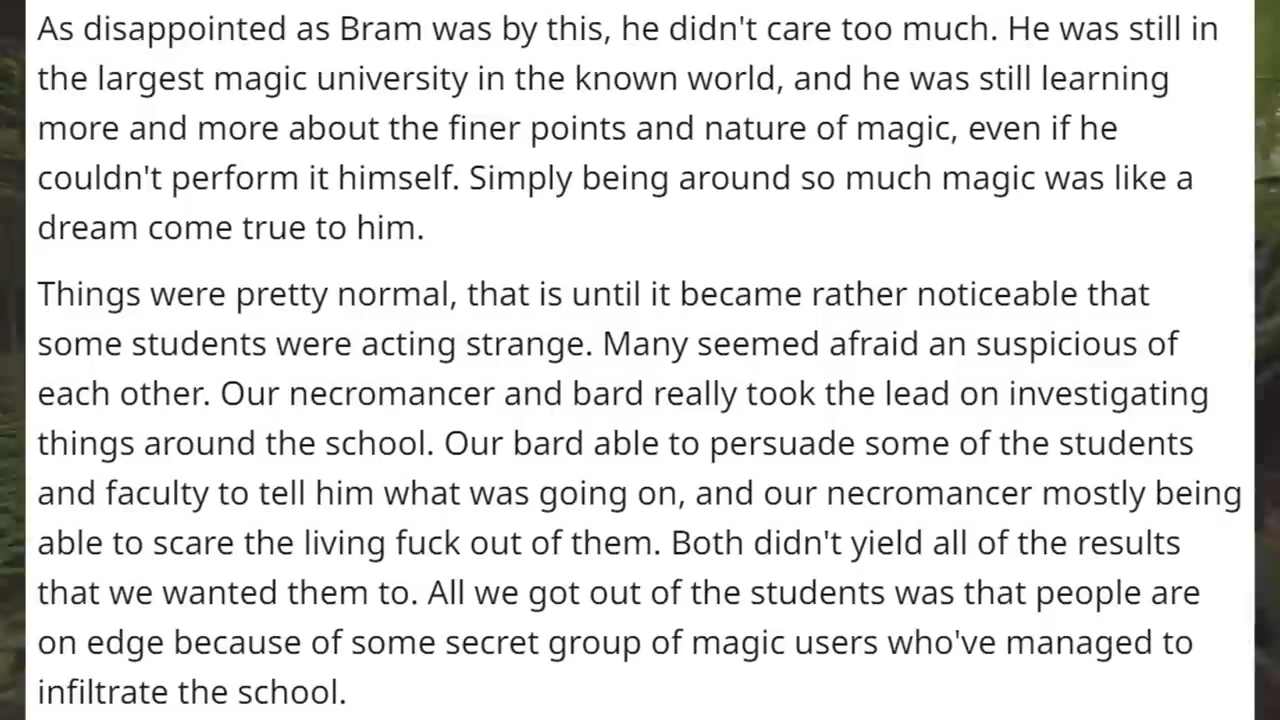 As disappointed as Bram was by this, he didn't care too much. He was still in
the largest magic university in the known world, and he was still learning
more and more about the finer points and nature of magic, even if he
couldn't perform it himself. Simply being around so much magic was like a
dream come true to him.
Things were pretty normal, that is until it became rather noticeable that
some students were acting strange. Many seemed afraid an suspicious of
each other. Our necromancer and bard really took the lead on investigating
things around the school. Our bard able to persuade some of the students
and faculty to tell him what was going on, and our necromancer mostly being
able to scare the living fuck out of them. Both didn't yield all of the results
that we wanted them to. All we got out of the students was that people are
on edge because of some secret group of magic users who've managed to
infiltrate the school.